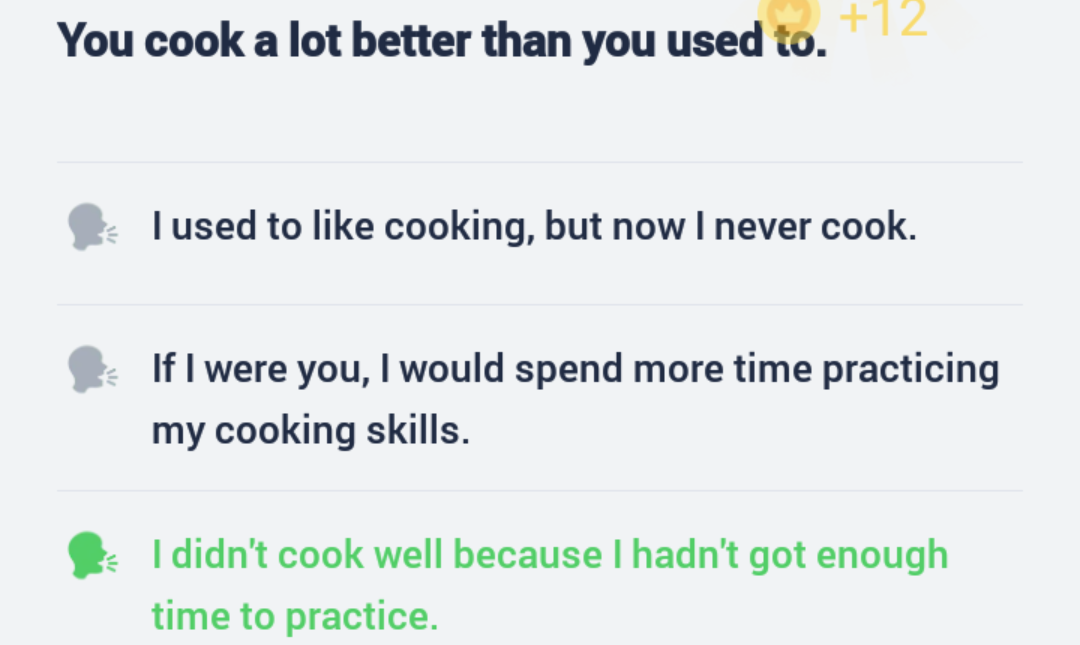 You cook a lot better than you used to.
+12
I used to like cooking, but now I never cook.
If I were you, I would spend more time practicing
my cooking skills.
I didn't cook well because I hadn't got enough
time to practice.